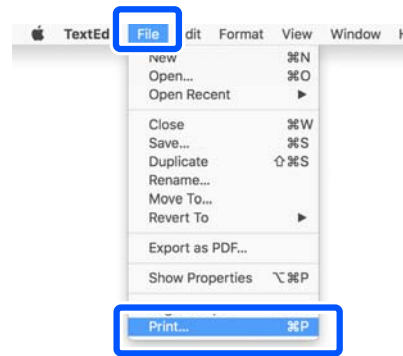 TextEd File dit Format View Window
New ⌘N
Open... ⌘O
Open Recent ▶
Close ⌘W
Save... ⌘S
Duplicate ⇧⌘S
Rename...
Move To...
Revert To ▶
Export as PDF...
Show Properties ⌥⌘P
Print... ⌘P